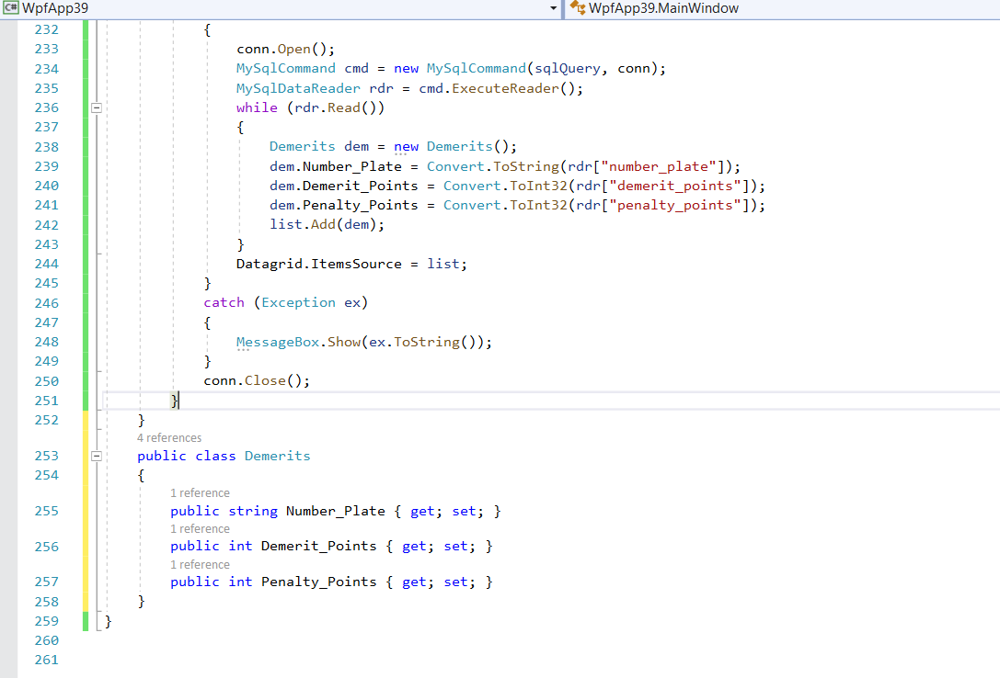 C# WpfApp39 WpfApp39.MainWindow
232 {
233 conn.Open();
234 MySqlCommand cmd = new MySqlCommand(sqlQuery, conn);
235 MySqlDataReader rdr = cmd.ExecuteReader();
236 while (rdr.Read())
237 {
238 Demerits dem = new Demerits();
239 dem.Number_Plate = Convert.ToString(rdr["number_plate"]);
240 dem.Demerit_Points = Convert.ToInt32(rdr["demerit_points"]);
241 dem.Penalty_Points = Convert.ToInt32(rdr["penalty_points"]);
242 list.Add(dem);
243 }
244 Datagrid.ItemsSource = list;
245 }
246 catch (Exception ex)
247 {
248 MessageBox.Show(ex.ToString());
249 }
250 conn.Close();
251 }
252 }
4 references
253 public class Demerits
254 {
1 reference
255 public string Number_Plate { get; set; }
1 reference
256 public int Demerit_Points { get; set; }
1 reference
257 public int Penalty_Points { get; set; }
258 }
259 }
260
261